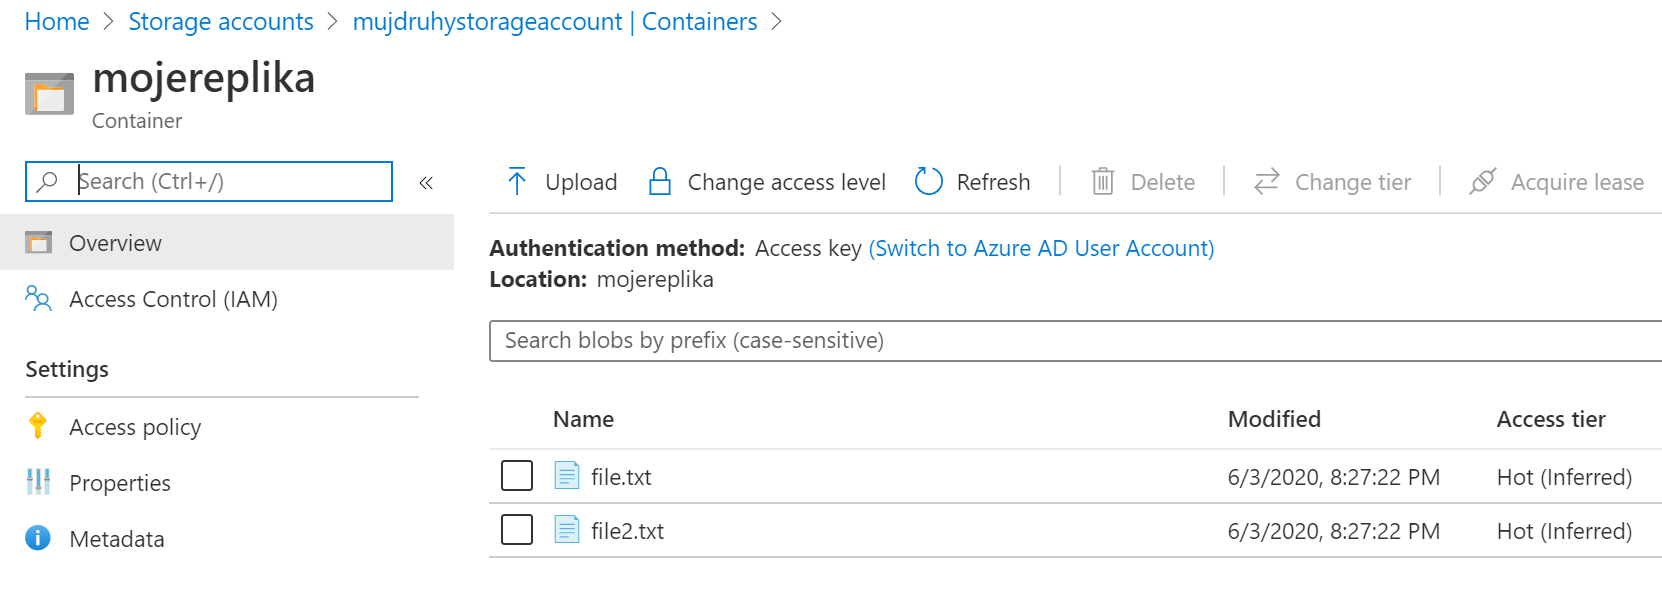 Home > Storage accounts > mujdruhystorageaccount | Containers >
mojereplika
Container
Search (Ctrl+/)
«
Overview
Access Control (IAM)
Settings
Access policy
Properties
Metadata
Upload Change access level Refresh Delete Change tier Acquire lease
Authentication method: Access key (Switch to Azure AD User Account)
Location: mojereplika
Search blobs by prefix (case-sensitive)
Name Modified Access tier
file.txt 6/3/2020, 8:27:22 PM Hot (Inferred)
file2.txt 6/3/2020, 8:27:22 PM Hot (Inferred)